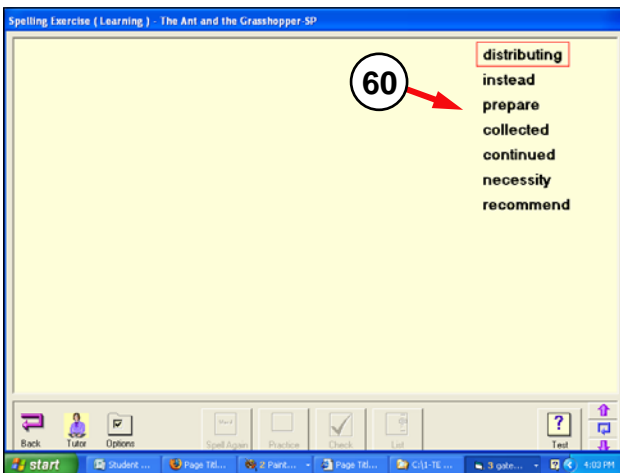 Spelling Exercise ( Learning ) - The Ant and the Grasshopper-SP
distributing
60
instead
prepare
collected
continued
necessity
recommend
Word
?
Back
Tutor
Options
Spell Again
Practice
Check
List
Test
start
Student ...
Page Titl...
2 Paint...
Page Titl...
C:\1-TE ...
3 gate...
4:03 PM